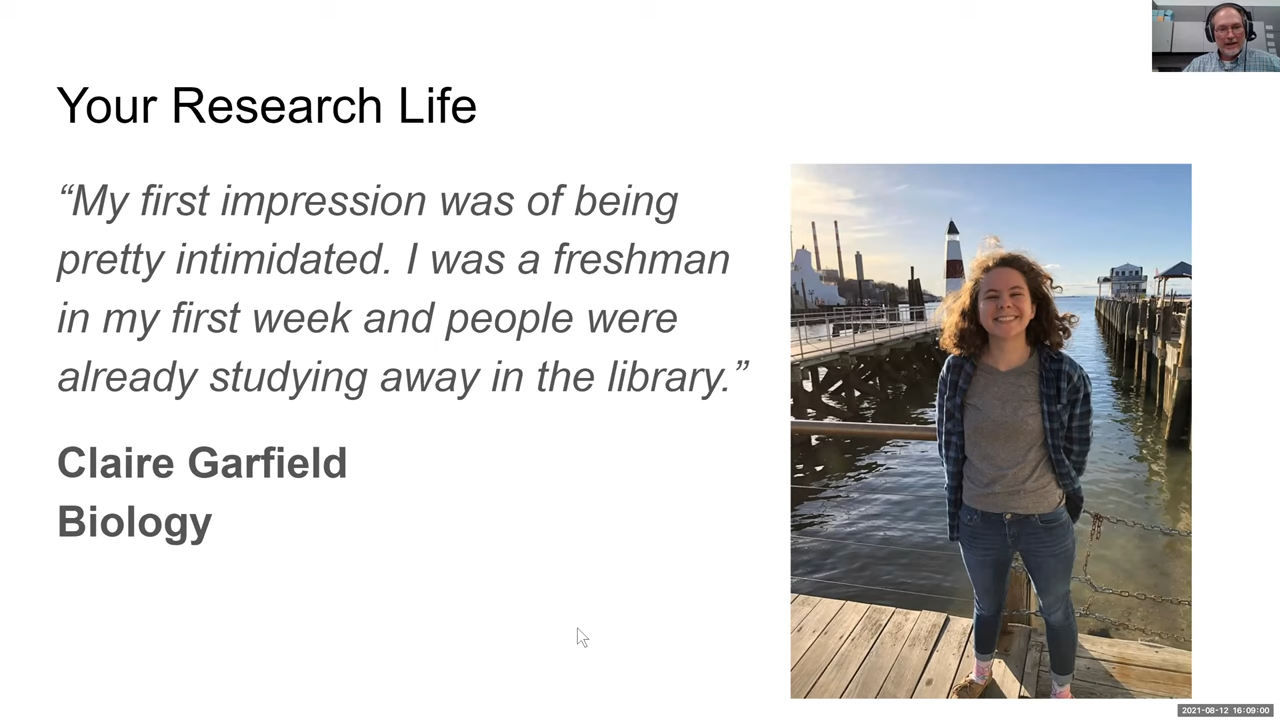 Your Research Life
“My first impression was of being
pretty intimidated. I was a freshman
in my first week and people were
already studying away in the library.”
Claire Garfield
Biology
2021-08-12 16:09:00